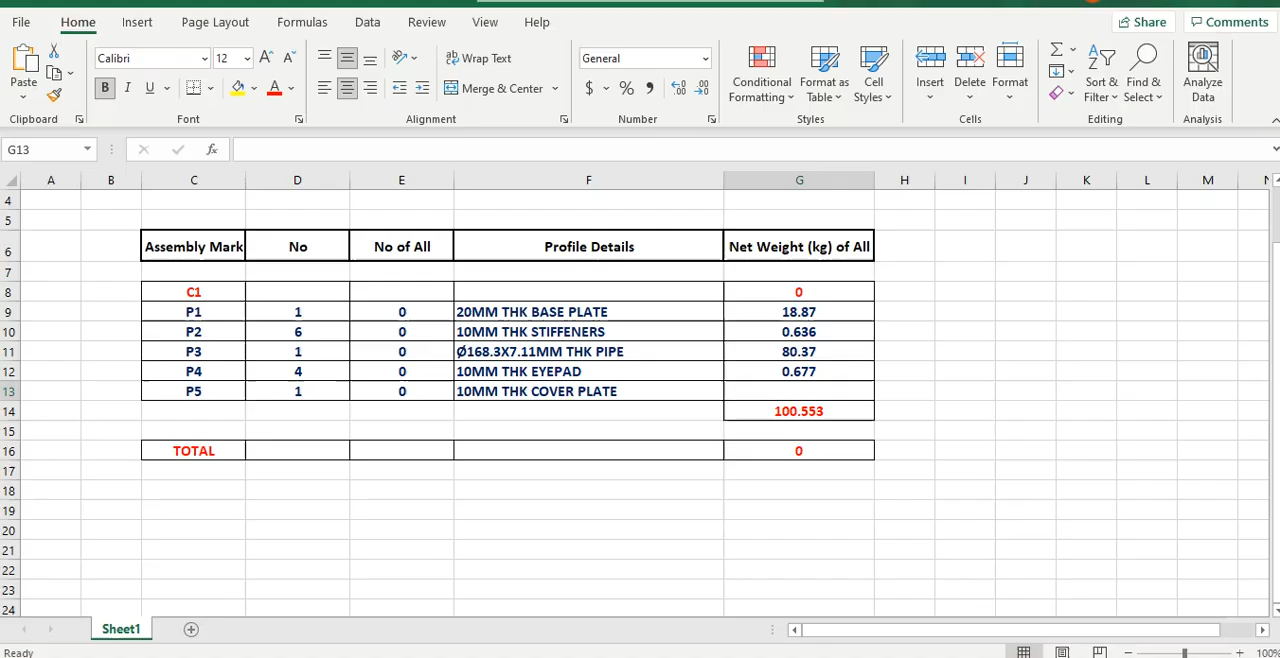 File Home Insert Page Layout Formulas Data Review View Help Share Comments
Calibri 12 A A ab Wrap Text General
Paste B I U A Merge & Center $ % Conditional Formatting Format as Table Cell Styles Insert Delete Format Sort & Filter Find & Select Analyze Data
Clipboard Font Alignment Number Styles Cells Editing Analysis
G13 fx
A B C D E F G H I J K L M N
4
5
6 Assembly Mark No No of All Profile Details Net Weight (kg) of All
7
8 C1 0
9 P1 1 0 20MM THK BASE PLATE 18.87
10 P2 6 0 10MM THK STIFFENERS 0.636
11 P3 1 0 Ø168.3X7.11MM THK PIPE 80.37
12 P4 4 0 10MM THK EYEPAD 0.677
13 P5 1 0 10MM THK COVER PLATE
14 100.553
15
16 TOTAL 0
17
18
19
20
21
22
23
24
Sheet1
Ready 100%